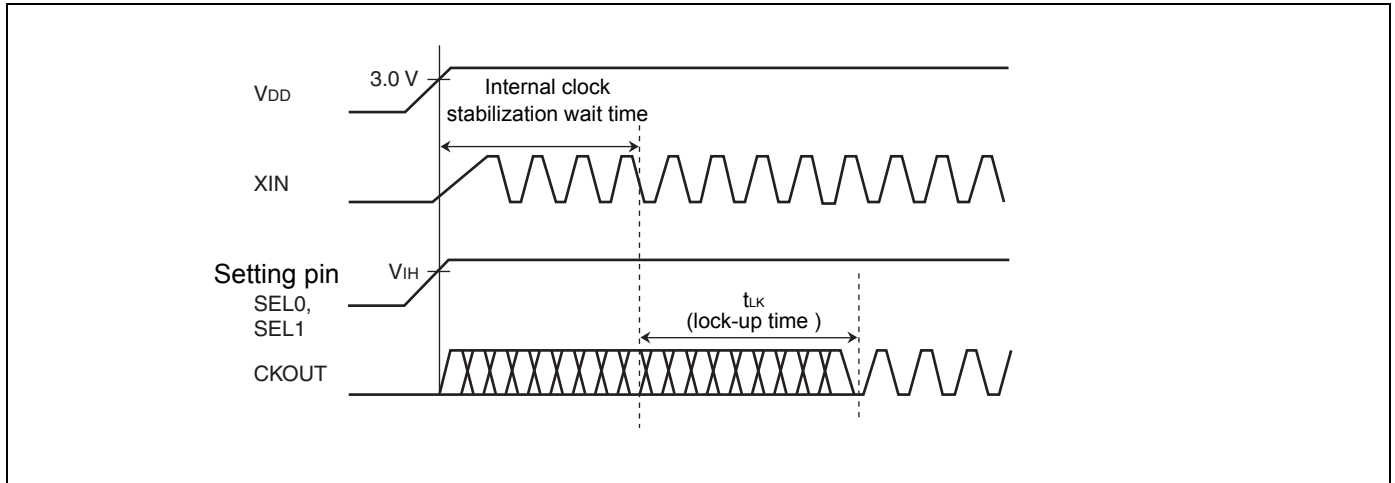 VDD
3.0 V
Internal clock
stabilization wait time
XIN
Setting pin
SEL0,
SEL1
VIH
tLK
(lock-up time )
CKOUT